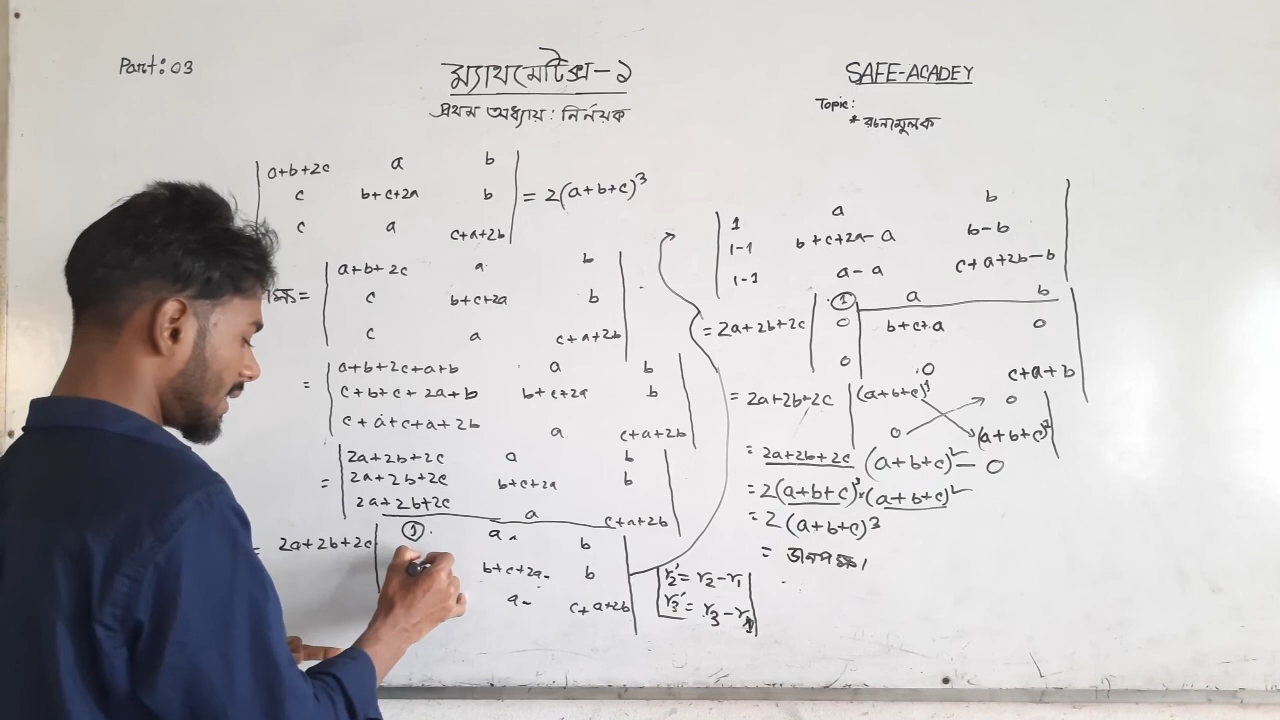 Part: 03
ম্যাথমেটিক্স-১
প্রথম অধ্যায়: নির্নয়ক
SAFE-ACADEY
Topic:
* রচনামূলক
| a+b+2c a b |
| c b+c+2a b | = 2(a+b+c)³
| c a c+a+2b |
| a+b+2c a b |
= | c b+c+2a b |
| c a c+a+2b |
| a+b+2c+a+b a b |
= | c+b+c+2a+b b+c+2a b |
| c+a+c+a+2b a c+a+2b |
| 2a+2b+2c a b |
= | 2a+2b+2c b+c+2a b |
| 2a+2b+2c a c+a+2b |
= 2a+2b+2c | 1 a b |
b+c+2a b |
a c+a+2b |
r₂' = r₂ - r₁
r₃' = r₃ - r₁
| 1 a b |
| 1-1 b+c+2a-a b-b |
| 1-1 a-a c+a+2b-b |
| 1 a b |
= 2a+2b+2c | 0 b+c+a 0 |
| 0 0 c+a+b |
= 2a+2b+2c | (a+b+c) 0 |
| 0 (a+b+c) |
= 2a+2b+2c (a+b+c)² - 0
= 2(a+b+c)·(a+b+c)²
= 2(a+b+c)³
= ডানপক্ষ।